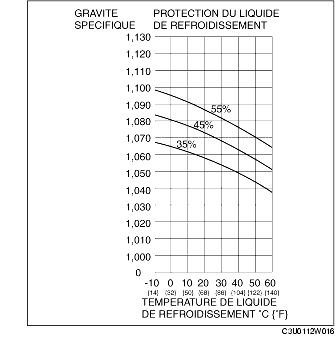 GRAVITE SPECIFIQUE
PROTECTION DU LIQUIDE DE REFROIDISSEMENT
1,130
1,120
1,110
1,100
1,090
1,080
1,070
1,060
1,050
1,040
1,030
1,020
1,010
1,000
0
55%
45%
35%
-10 0 10 20 30 40 50 60
{14} {32} {50} {68} {86} {104} {122} {140}
TEMPERATURE DE LIQUIDE
DE REFROIDISSEMENT °C {°F}
C3U0112W016